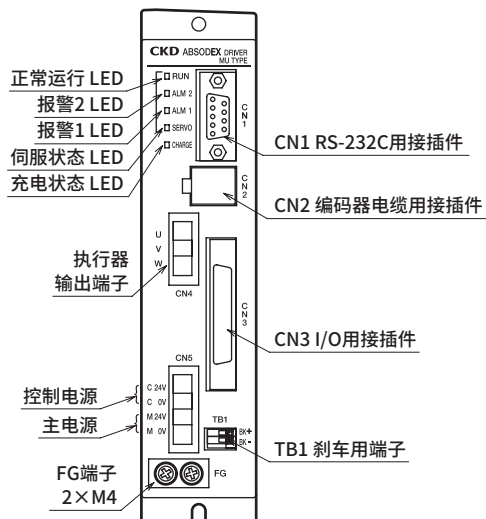 CKD ABSODEX DRIVER
MU TYPE
正常运行 LED
RUN
报警2 LED
ALM 2
报警1 LED
ALM 1
伺服状态 LED
SERVO
充电状态 LED
CHARGE
CN1
CN1 RS-232C用接插件
CN2
CN2 编码器电缆用接插件
U
V
W
执行器
输出端子
CN4
CN3
CN3 I/O用接插件
CN5
控制电源
C 24V
C 0V
主电源
M 24V
M 0V
TB1
BK+
BK-
TB1 刹车用端子
FG端子
2×M4
FG